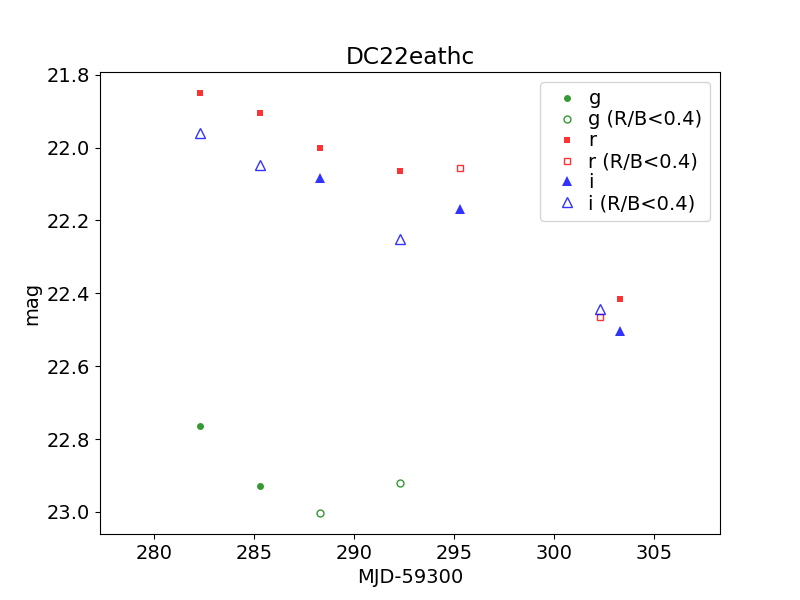 DC22eathc
21.8
22.0
22.2
22.4
22.6
22.8
23.0
mag
g
g (R/B<0.4)
r
r (R/B<0.4)
i
i (R/B<0.4)
280 285 290 295 300 305
MJD-59300